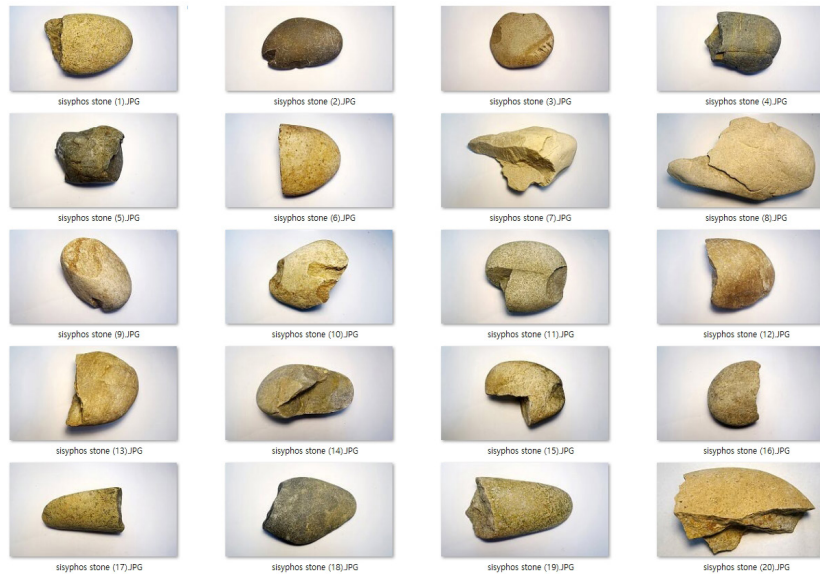 sisyphos stone (1).JPG
sisyphos stone (2).JPG
sisyphos stone (3).JPG
sisyphos stone (4).JPG
sisyphos stone (5).JPG
sisyphos stone (6).JPG
sisyphos stone (7).JPG
sisyphos stone (8).JPG
sisyphos stone (9).JPG
sisyphos stone (10).JPG
sisyphos stone (11).JPG
sisyphos stone (12).JPG
sisyphos stone (13).JPG
sisyphos stone (14).JPG
sisyphos stone (15).JPG
sisyphos stone (16).JPG
sisyphos stone (17).JPG
sisyphos stone (18).JPG
sisyphos stone (19).JPG
sisyphos stone (20).JPG